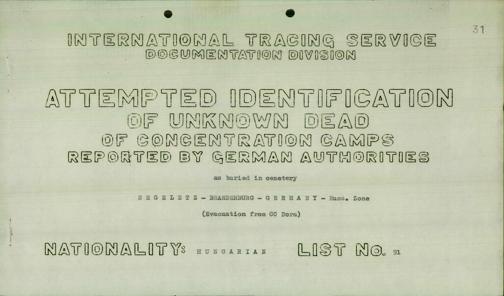 31
INTERNATIONAL TRACING SERVICE
DOCUMENTATION DIVISION
ATTEMPTED IDENTIFICATION
OF UNKNOWN DEAD
OF CONCENTRATION CAMPS
REPORTED BY GERMAN AUTHORITIES
as buried in cemetery
SEGELETZ - BRANDENBURG - GERMANY - Russ. Zone
(Evacuation from CC Dora)
NATIONALITY: HUNGARIAN LIST No. 91